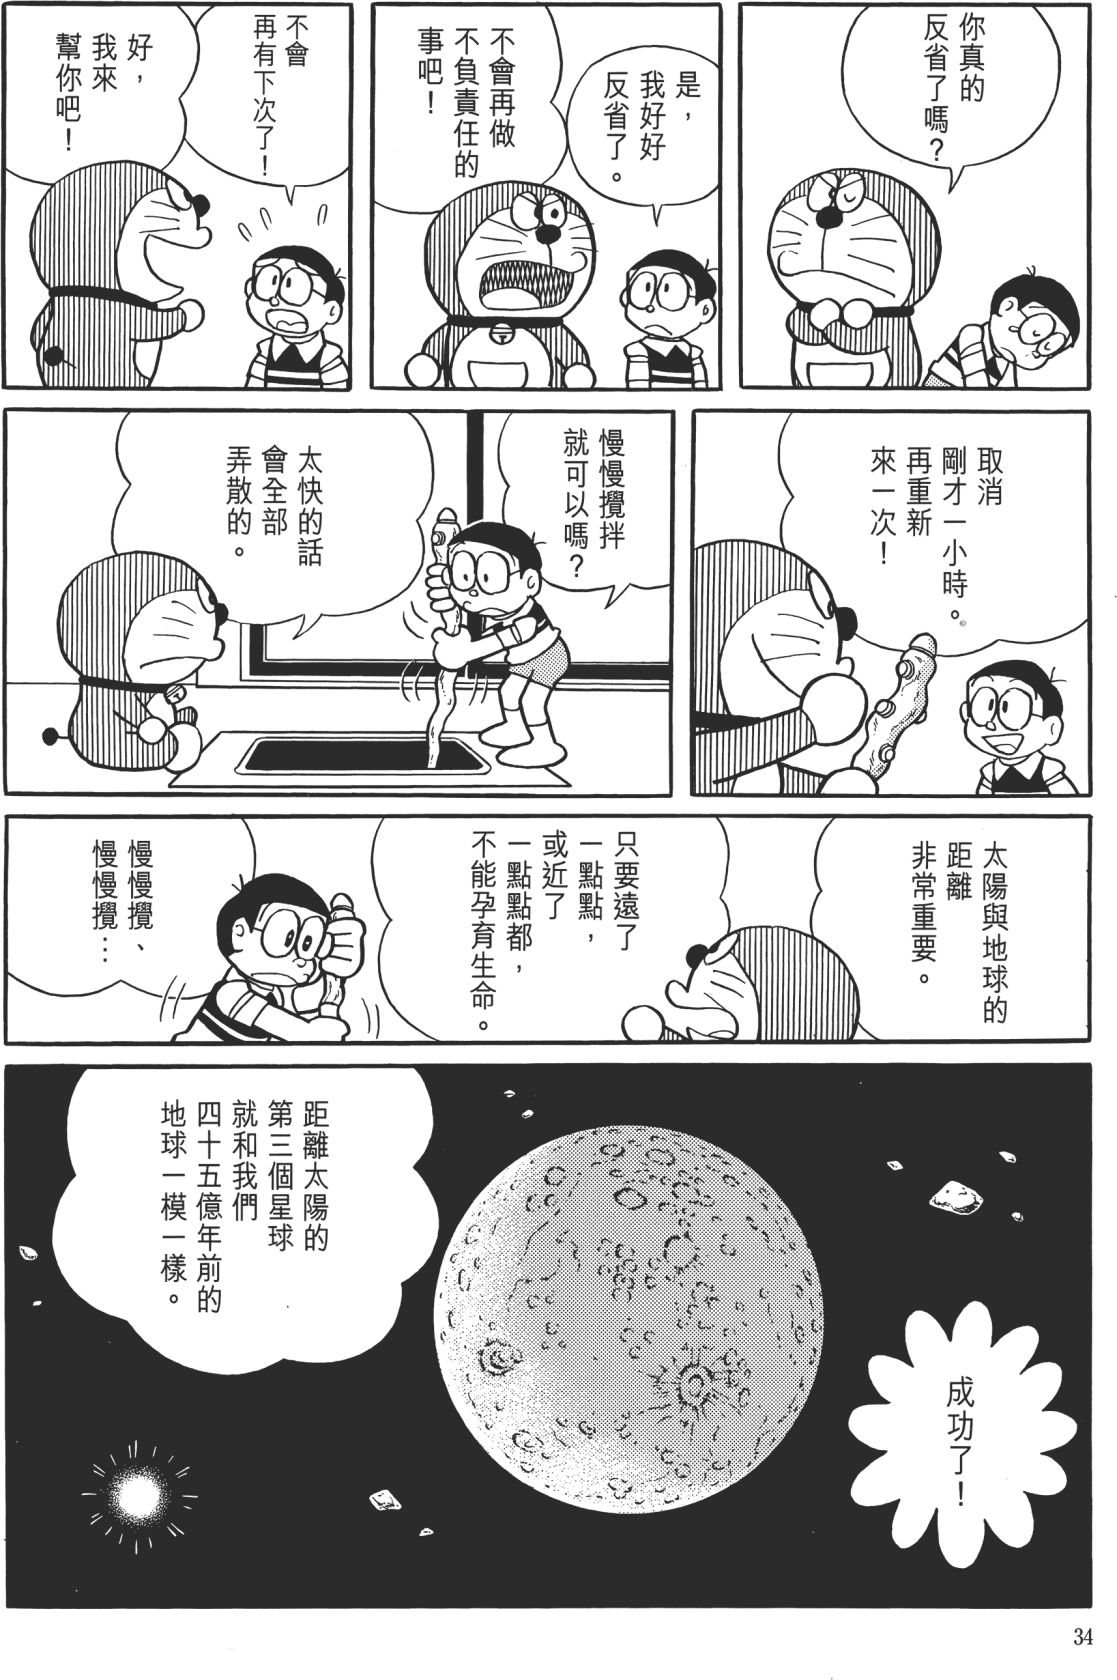 你真的
反省了嗎？
是，
我好好
反省了。
不會再做
不負責任的
事吧！
不會
再有下次了！
好，
我來
幫你吧！
取消
剛才一小時。
再重新
來一次！
慢慢攪拌
就可以嗎？
太快的話
會全部
弄散的。
太陽與地球的
距離
非常重要。
只要遠了
一點點，
或近了
一點點都，
不能孕育生命。
慢慢攪、
慢慢攪…
成功了！
距離太陽的
第三個星球
就和我們
四十五億年前的
地球一模一樣。
34